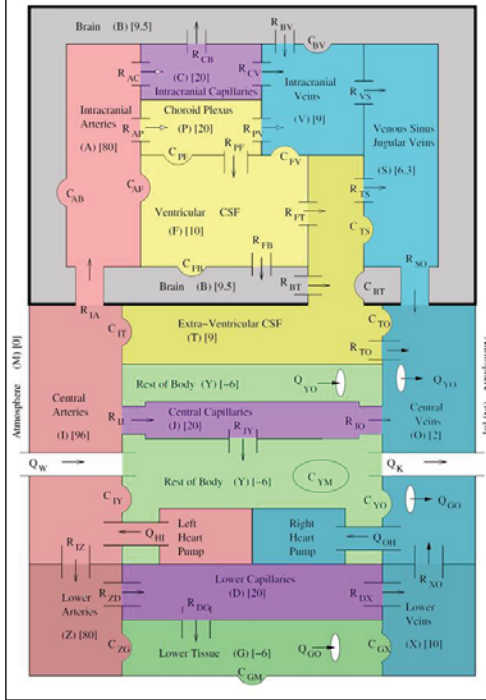 Brain (B) [9.5]
R_BV
C_BV
R_CB
R_AC
(C) [20]
R_CV
Intracranial Capillaries
Intracranial
Veins
(V) [9]
R_VS
Intracranial
Arteries
(A) [80]
Choroid Plexus
R_AP
(P) [20]
R_PV
R_PF
C_PF
C_FV
Venous Sinus
Jugular Veins
(S) [6.3]
C_AB
C_AF
Ventricular CSF
(F) [10]
R_FT
R_TS
C_TS
R_FB
C_FB
R_SO
Brain (B) [9.5]
R_BT
C_BT
R_IA
C_IT
Extra-Ventricular CSF
(T) [9]
C_TO
R_TO
Atmosphere (M) [0]
Rest of Body (Y) [-6]
Q_YO
Q_YO
Central
Arteries
(I) [96]
R_IJ
Central Capillaries
(J) [20]
R_JY
R_JO
Central
Veins
(O) [2]
Q_W
Q_K
Rest of Body (Y) [-6]
C_YM
C_IY
C_YO
Q_GO
Q_HI
Left
Heart
Pump
Right
Heart
Pump
Q_OH
R_IZ
R_XO
Lower
Arteries
(Z) [80]
R_ZD
Lower Capillaries
(D) [20]
R_DG
R_DX
Lower
Veins
(X) [10]
C_ZG
Lower Tissue (G) [-6]
Q_GO
C_GX
C_GM